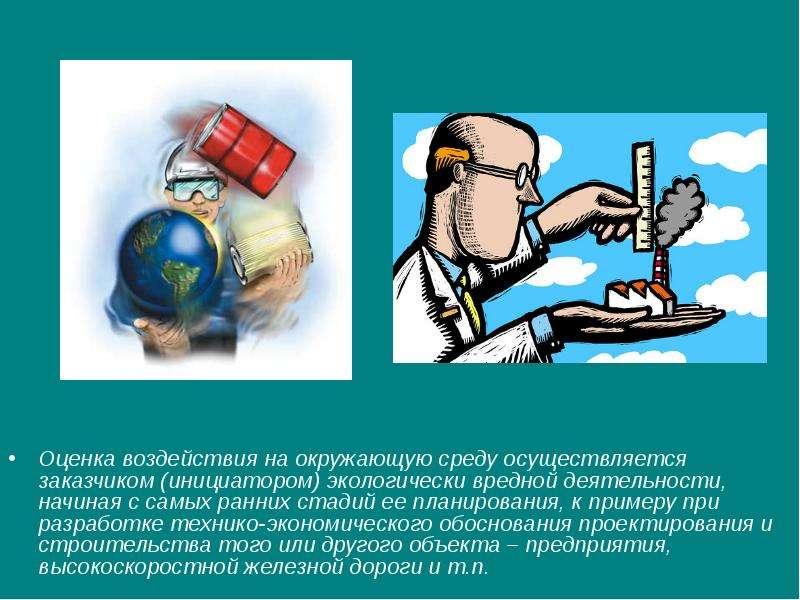 • Оценка воздействия на окружающую среду осуществляется
заказчиком (инициатором) экологически вредной деятельности,
начиная с самых ранних стадий ее планирования, к примеру при
разработке технико-экономического обоснования проектирования и
строительства того или другого объекта – предприятия,
высокоскоростной железной дороги и т.п.